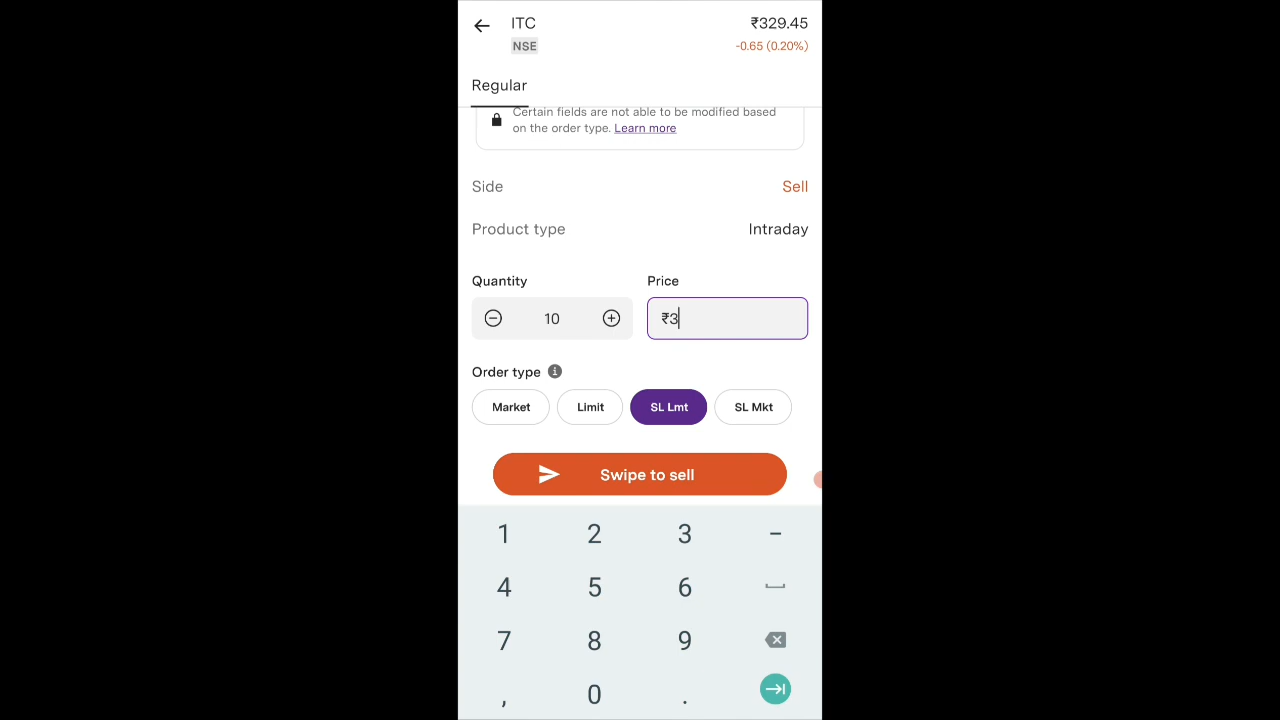 ITC
₹329.45
NSE
-0.65 (0.20%)
Regular
Certain fields are not able to be modified based
on the order type. Learn more
Side
Sell
Product type
Intraday
Quantity
Price
10
₹3
Order type
Market
Limit
SL Lmt
SL Mkt
Swipe to sell
1 2 3 -
4 5 6
7 8 9
, 0 .